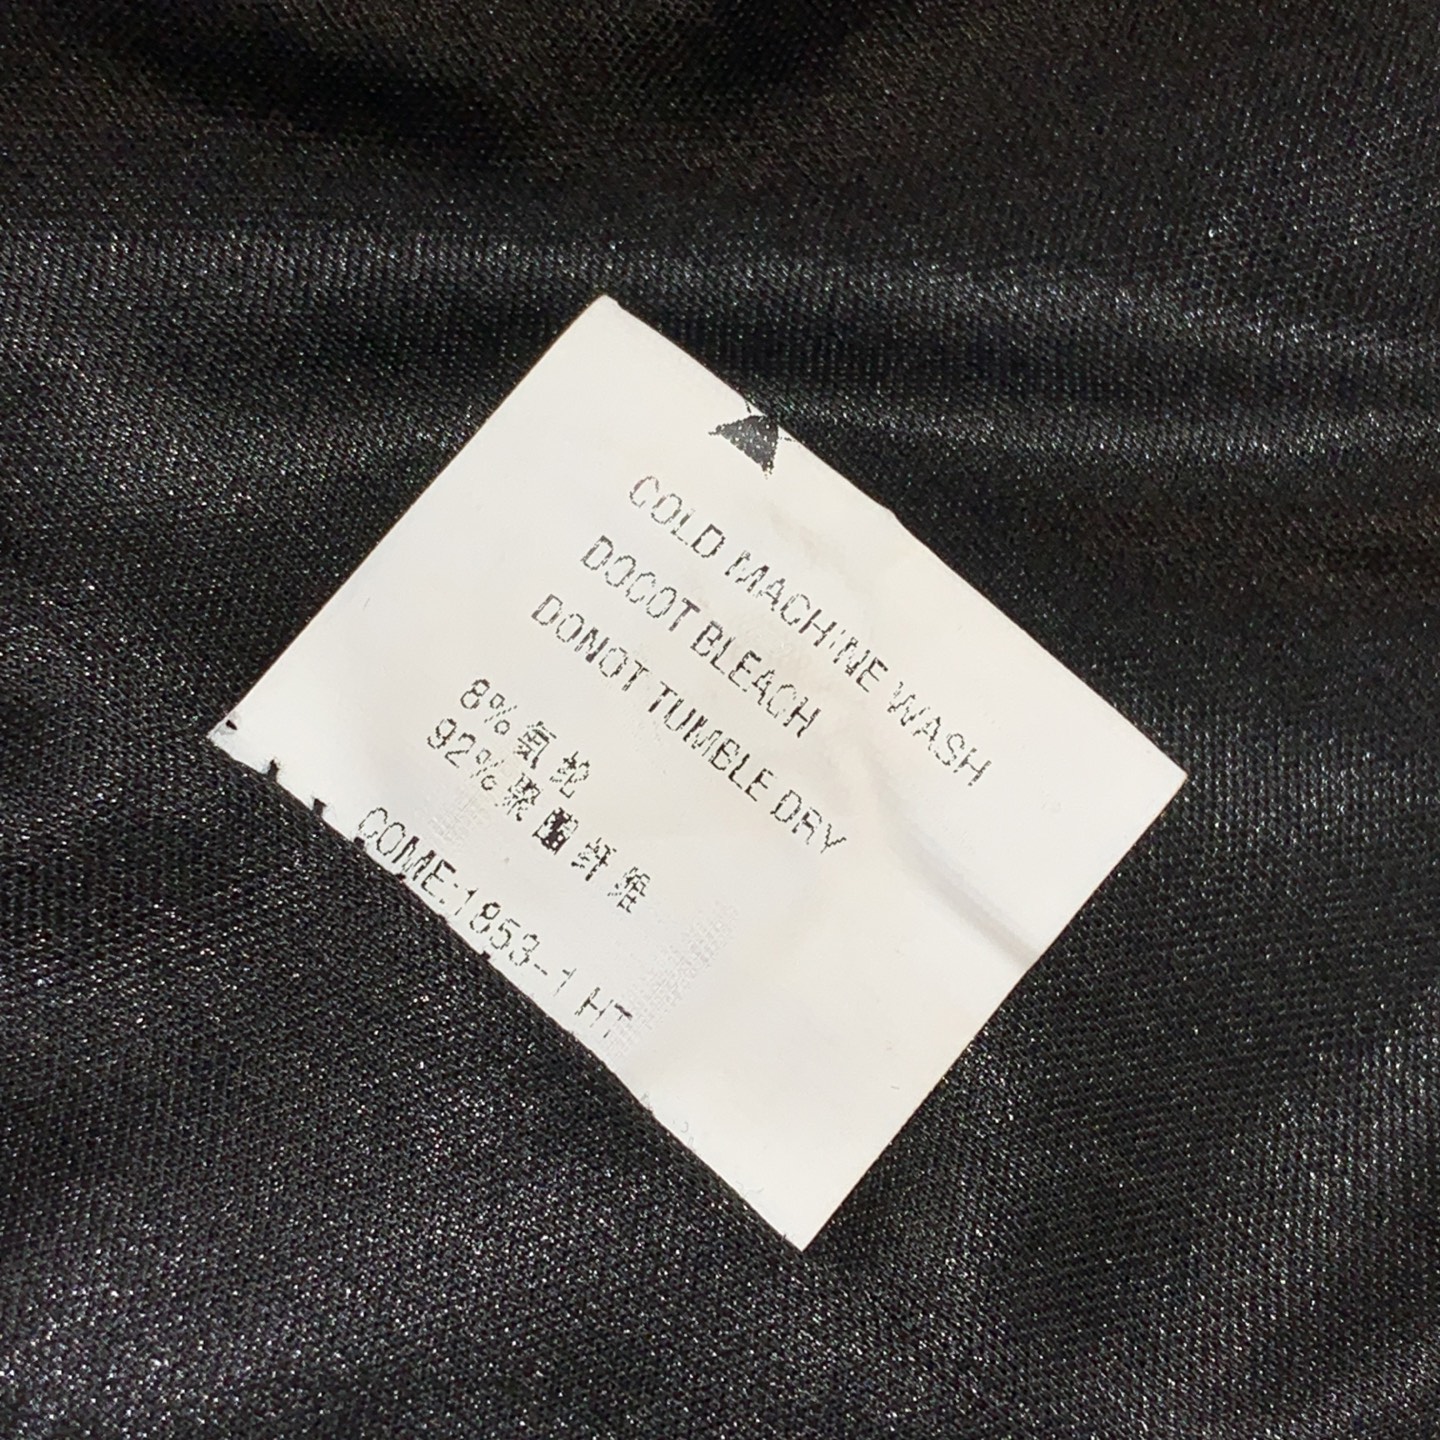 COLD MACHINE WASH
DOCOT BLEACH
DONOT TUMBLE DRY
8%氨纶
92%聚酯纤维
COME:1853-1 HT